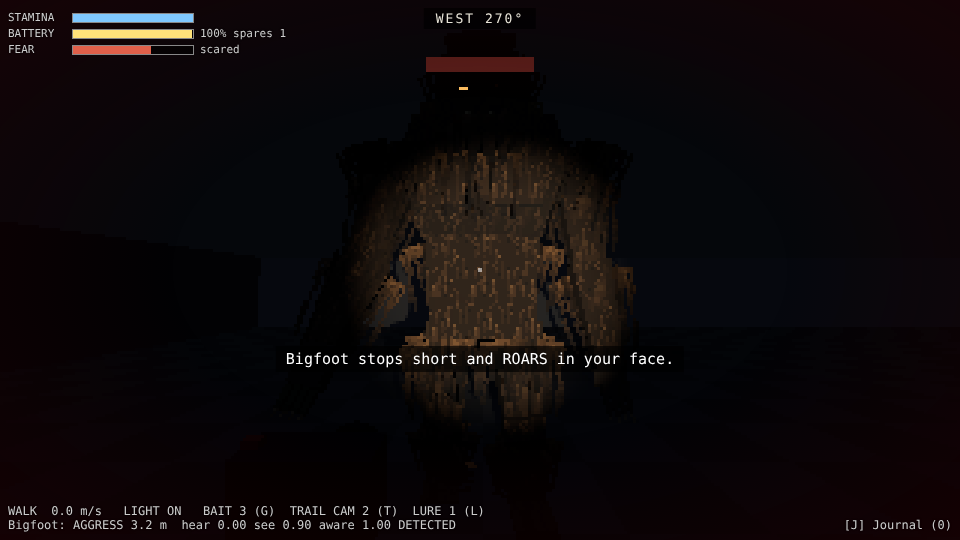 WEST 270°
STAMINA
BATTERY 100% spares 1
FEAR scared
Bigfoot stops short and ROARS in your face.
WALK 0.0 m/s LIGHT ON BAIT 3 (G) TRAIL CAM 2 (T) LURE 1 (L)
Bigfoot: AGGRESS 3.2 m hear 0.00 see 0.90 aware 1.00 DETECTED
[J] Journal (0)